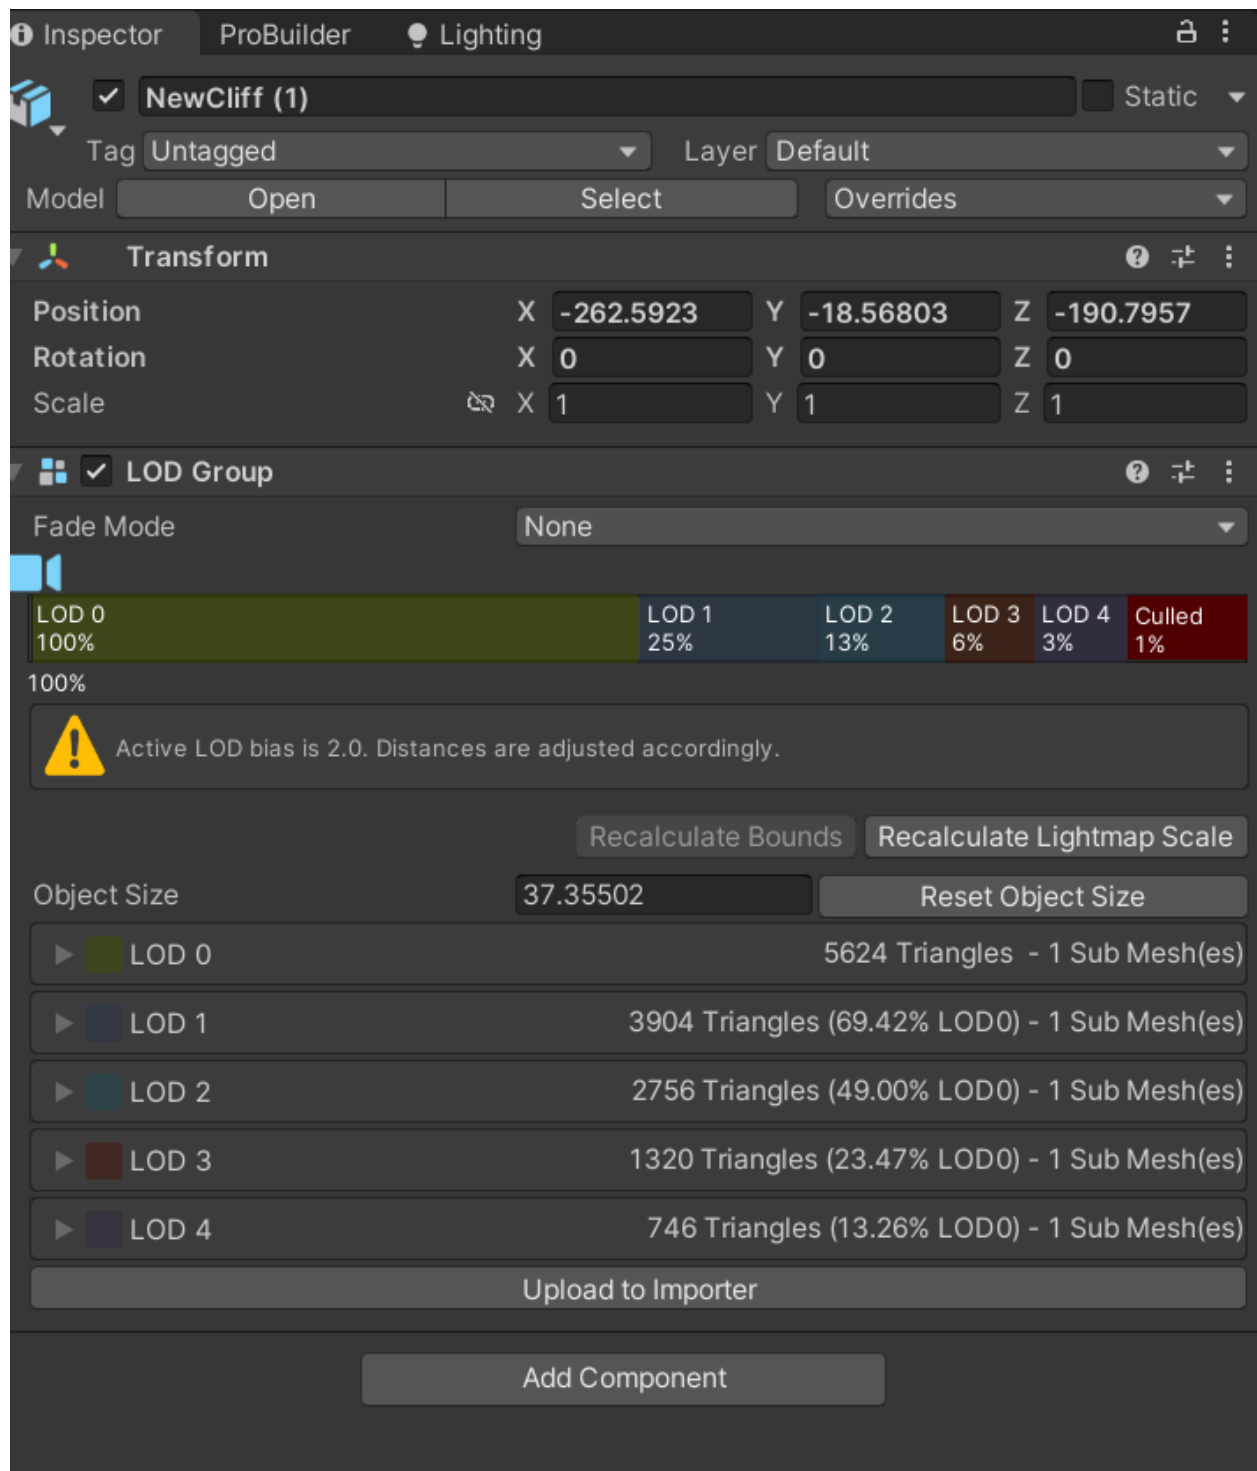 Inspector ProBuilder Lighting
NewCliff (1) Static
Tag Untagged Layer Default
Model Open Select Overrides
Transform
Position X -262.5923 Y -18.56803 Z -190.7957
Rotation X 0 Y 0 Z 0
Scale X 1 Y 1 Z 1
LOD Group
Fade Mode None
LOD 0 LOD 1 LOD 2 LOD 3 LOD 4 Culled
100% 25% 13% 6% 3% 1%
100%
Active LOD bias is 2.0. Distances are adjusted accordingly.
Recalculate Bounds Recalculate Lightmap Scale
Object Size 37.35502 Reset Object Size
LOD 0 5624 Triangles - 1 Sub Mesh(es)
LOD 1 3904 Triangles (69.42% LOD0) - 1 Sub Mesh(es)
LOD 2 2756 Triangles (49.00% LOD0) - 1 Sub Mesh(es)
LOD 3 1320 Triangles (23.47% LOD0) - 1 Sub Mesh(es)
LOD 4 746 Triangles (13.26% LOD0) - 1 Sub Mesh(es)
Upload to Importer
Add Component